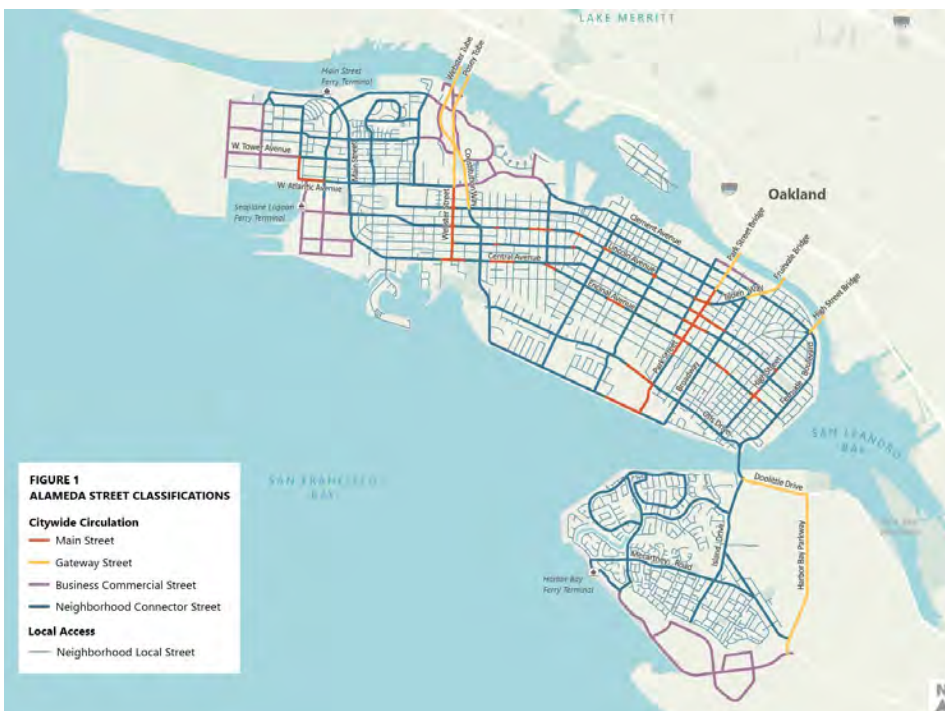 LAKE MERRITT
Webster Tube
Posey Tube
Main Street
Ferry Terminal
W. Tower Avenue
Main Street
W. Atlantic Avenue
Seaplane Lagoon
Ferry Terminal
Webster Street
Constitution Way
Oakland
Clement Avenue
Park Street Bridge
Fruitvale Bridge
High Street Bridge
Lincoln Avenue
Central Avenue
Encinal Avenue
Tilden Way
Park Street
Broadway
High Street
Fernside Boulevard
Otis Drive
SAN LEANDRO
BAY
SAN FRANCISCO
BAY
Doolittle Drive
Island Drive
Harbor Bay Parkway
Mecartney Road
Harbor Bay
Ferry Terminal
FIGURE 1
ALAMEDA STREET CLASSIFICATIONS
Citywide Circulation
Main Street
Gateway Street
Business Commercial Street
Neighborhood Connector Street
Local Access
Neighborhood Local Street
N